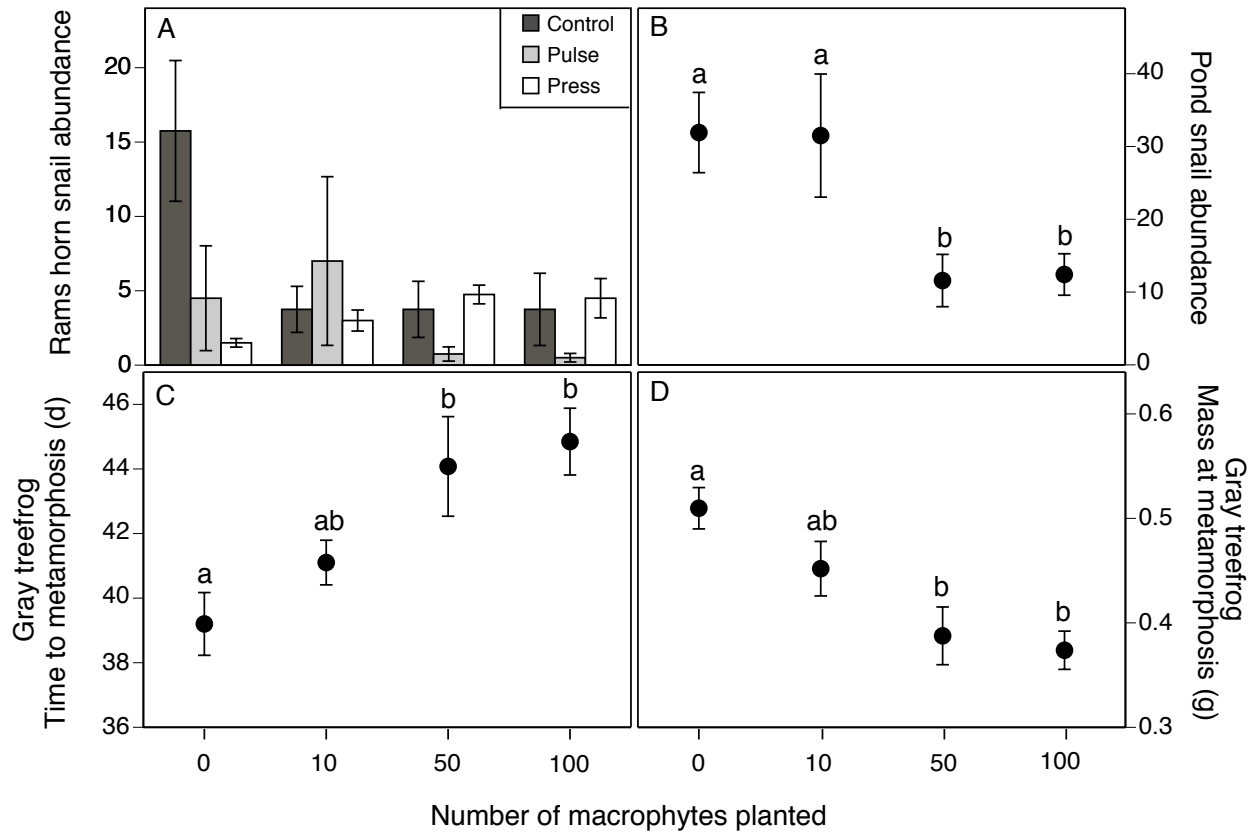 A
Control
Pulse
Press
Rams horn snail abundance
20
15
10
5
0
B
a
a
b
b
Pond snail abundance
40
30
20
10
0
C
a
ab
b
b
Gray treefrog
Time to metamorphosis (d)
46
44
42
40
38
36
0
10
50
100
D
a
ab
b
b
Gray treefrog
Mass at metamorphosis (g)
0.6
0.5
0.4
0.3
0
10
50
100
Number of macrophytes planted